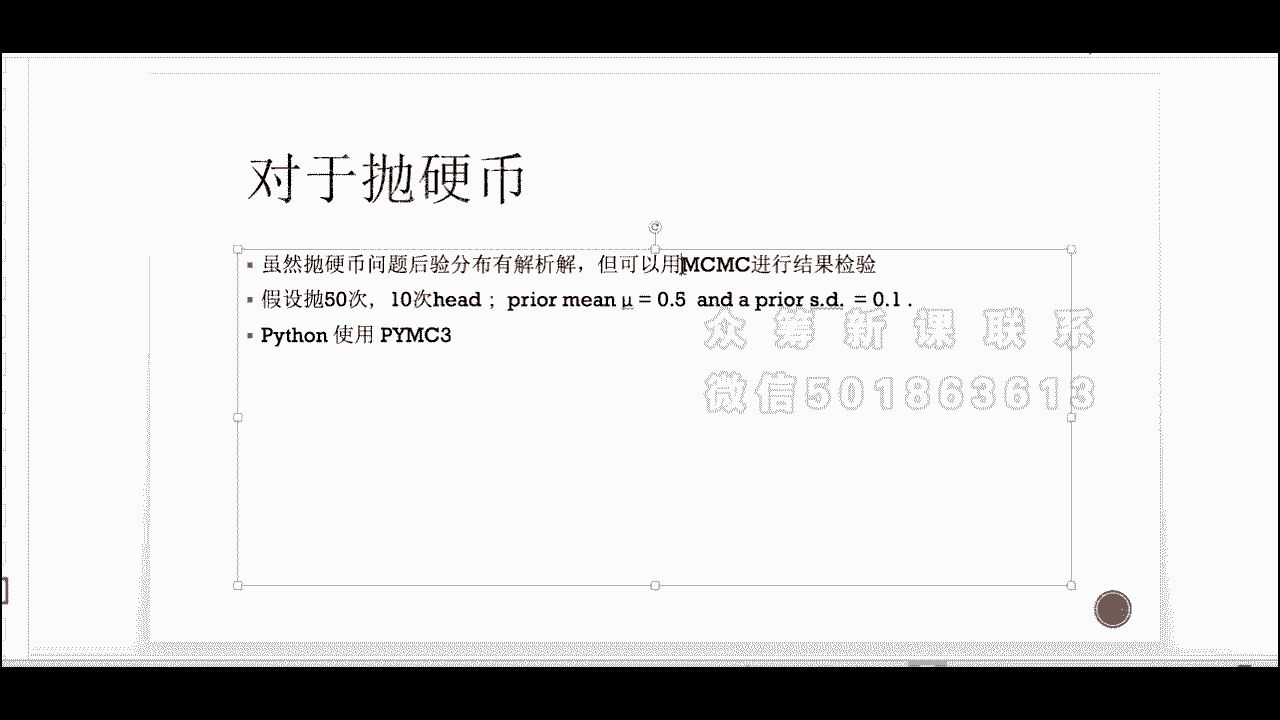 对于抛硬币
▪ 虽然抛硬币问题后验分布有解析解，但可以用MCMC进行结果检验
▪ 假设抛50次，10次head； prior mean μ = 0.5 and a prior s.d. = 0.1 .
▪ Python 使用 PYMC3
众筹新课联系
微信501863613